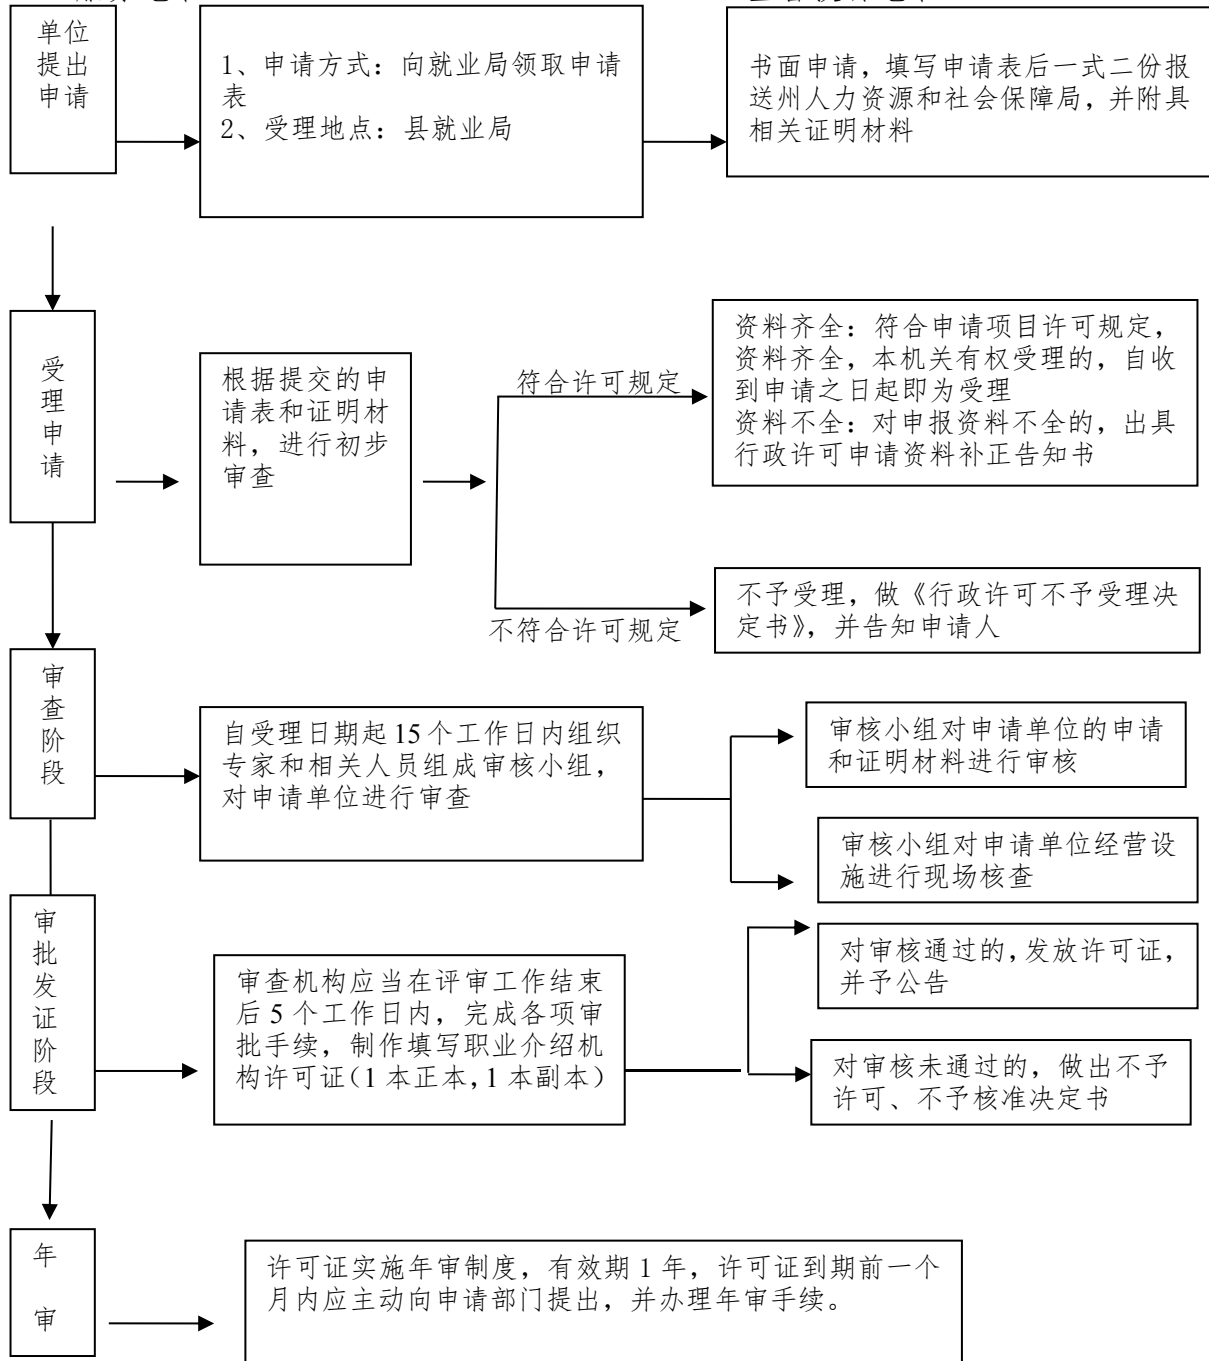 单位
提出
申请
1、申请方式：向就业局领取申请
表
2、受理地点：县就业局
书面申请，填写申请表后一式二份报
送州人力资源和社会保障局，并附具
相关证明材料
受
理
申
请
根据提交的申
请表和证明材
料，进行初步
审查
符合许可规定
资料齐全：符合申请项目许可规定，
资料齐全，本机关有权受理的，自收
到申请之日起即为受理
资料不全：对申报资料不全的，出具
行政许可申请资料补正告知书
不符合许可规定
不予受理，做《行政许可不予受理决
定书》，并告知申请人
审
查
阶
段
自受理日期起 15 个工作日内组织
专家和相关人员组成审核小组，
对申请单位进行审查
审核小组对申请单位的申请
和证明材料进行审核
审核小组对申请单位经营设
施进行现场核查
审
批
发
证
阶
段
审查机构应当在评审工作结束
后 5 个工作日内，完成各项审
批手续，制作填写职业介绍机
构许可证（1 本正本，1 本副本）
对审核通过的，发放许可证，
并予公告
对审核未通过的，做出不予
许可、不予核准决定书
年
审
许可证实施年审制度，有效期 1 年，许可证到期前一个
月内应主动向申请部门提出，并办理年审手续。